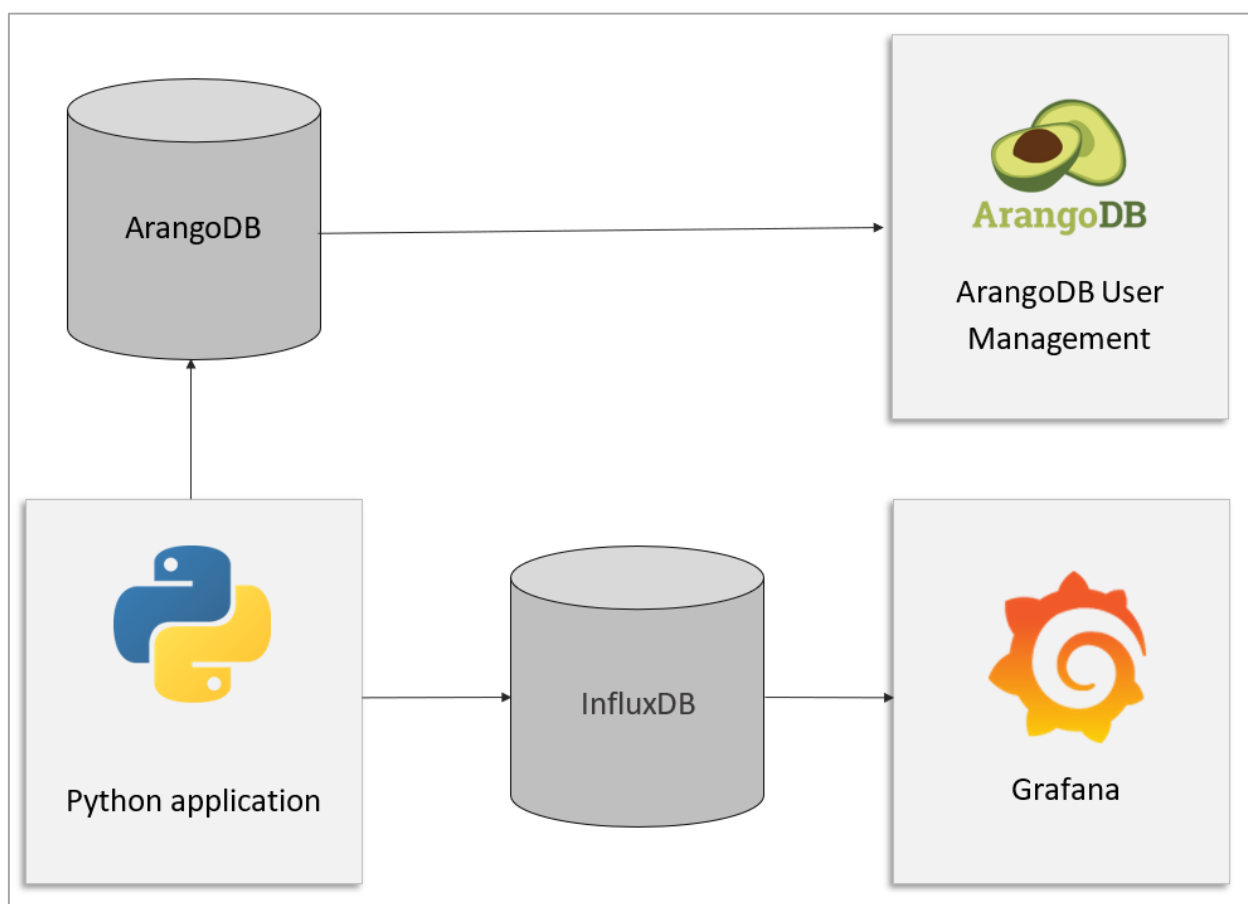 ArangoDB
ArangoDB
ArangoDB User
Management
Python application
InfluxDB
Grafana